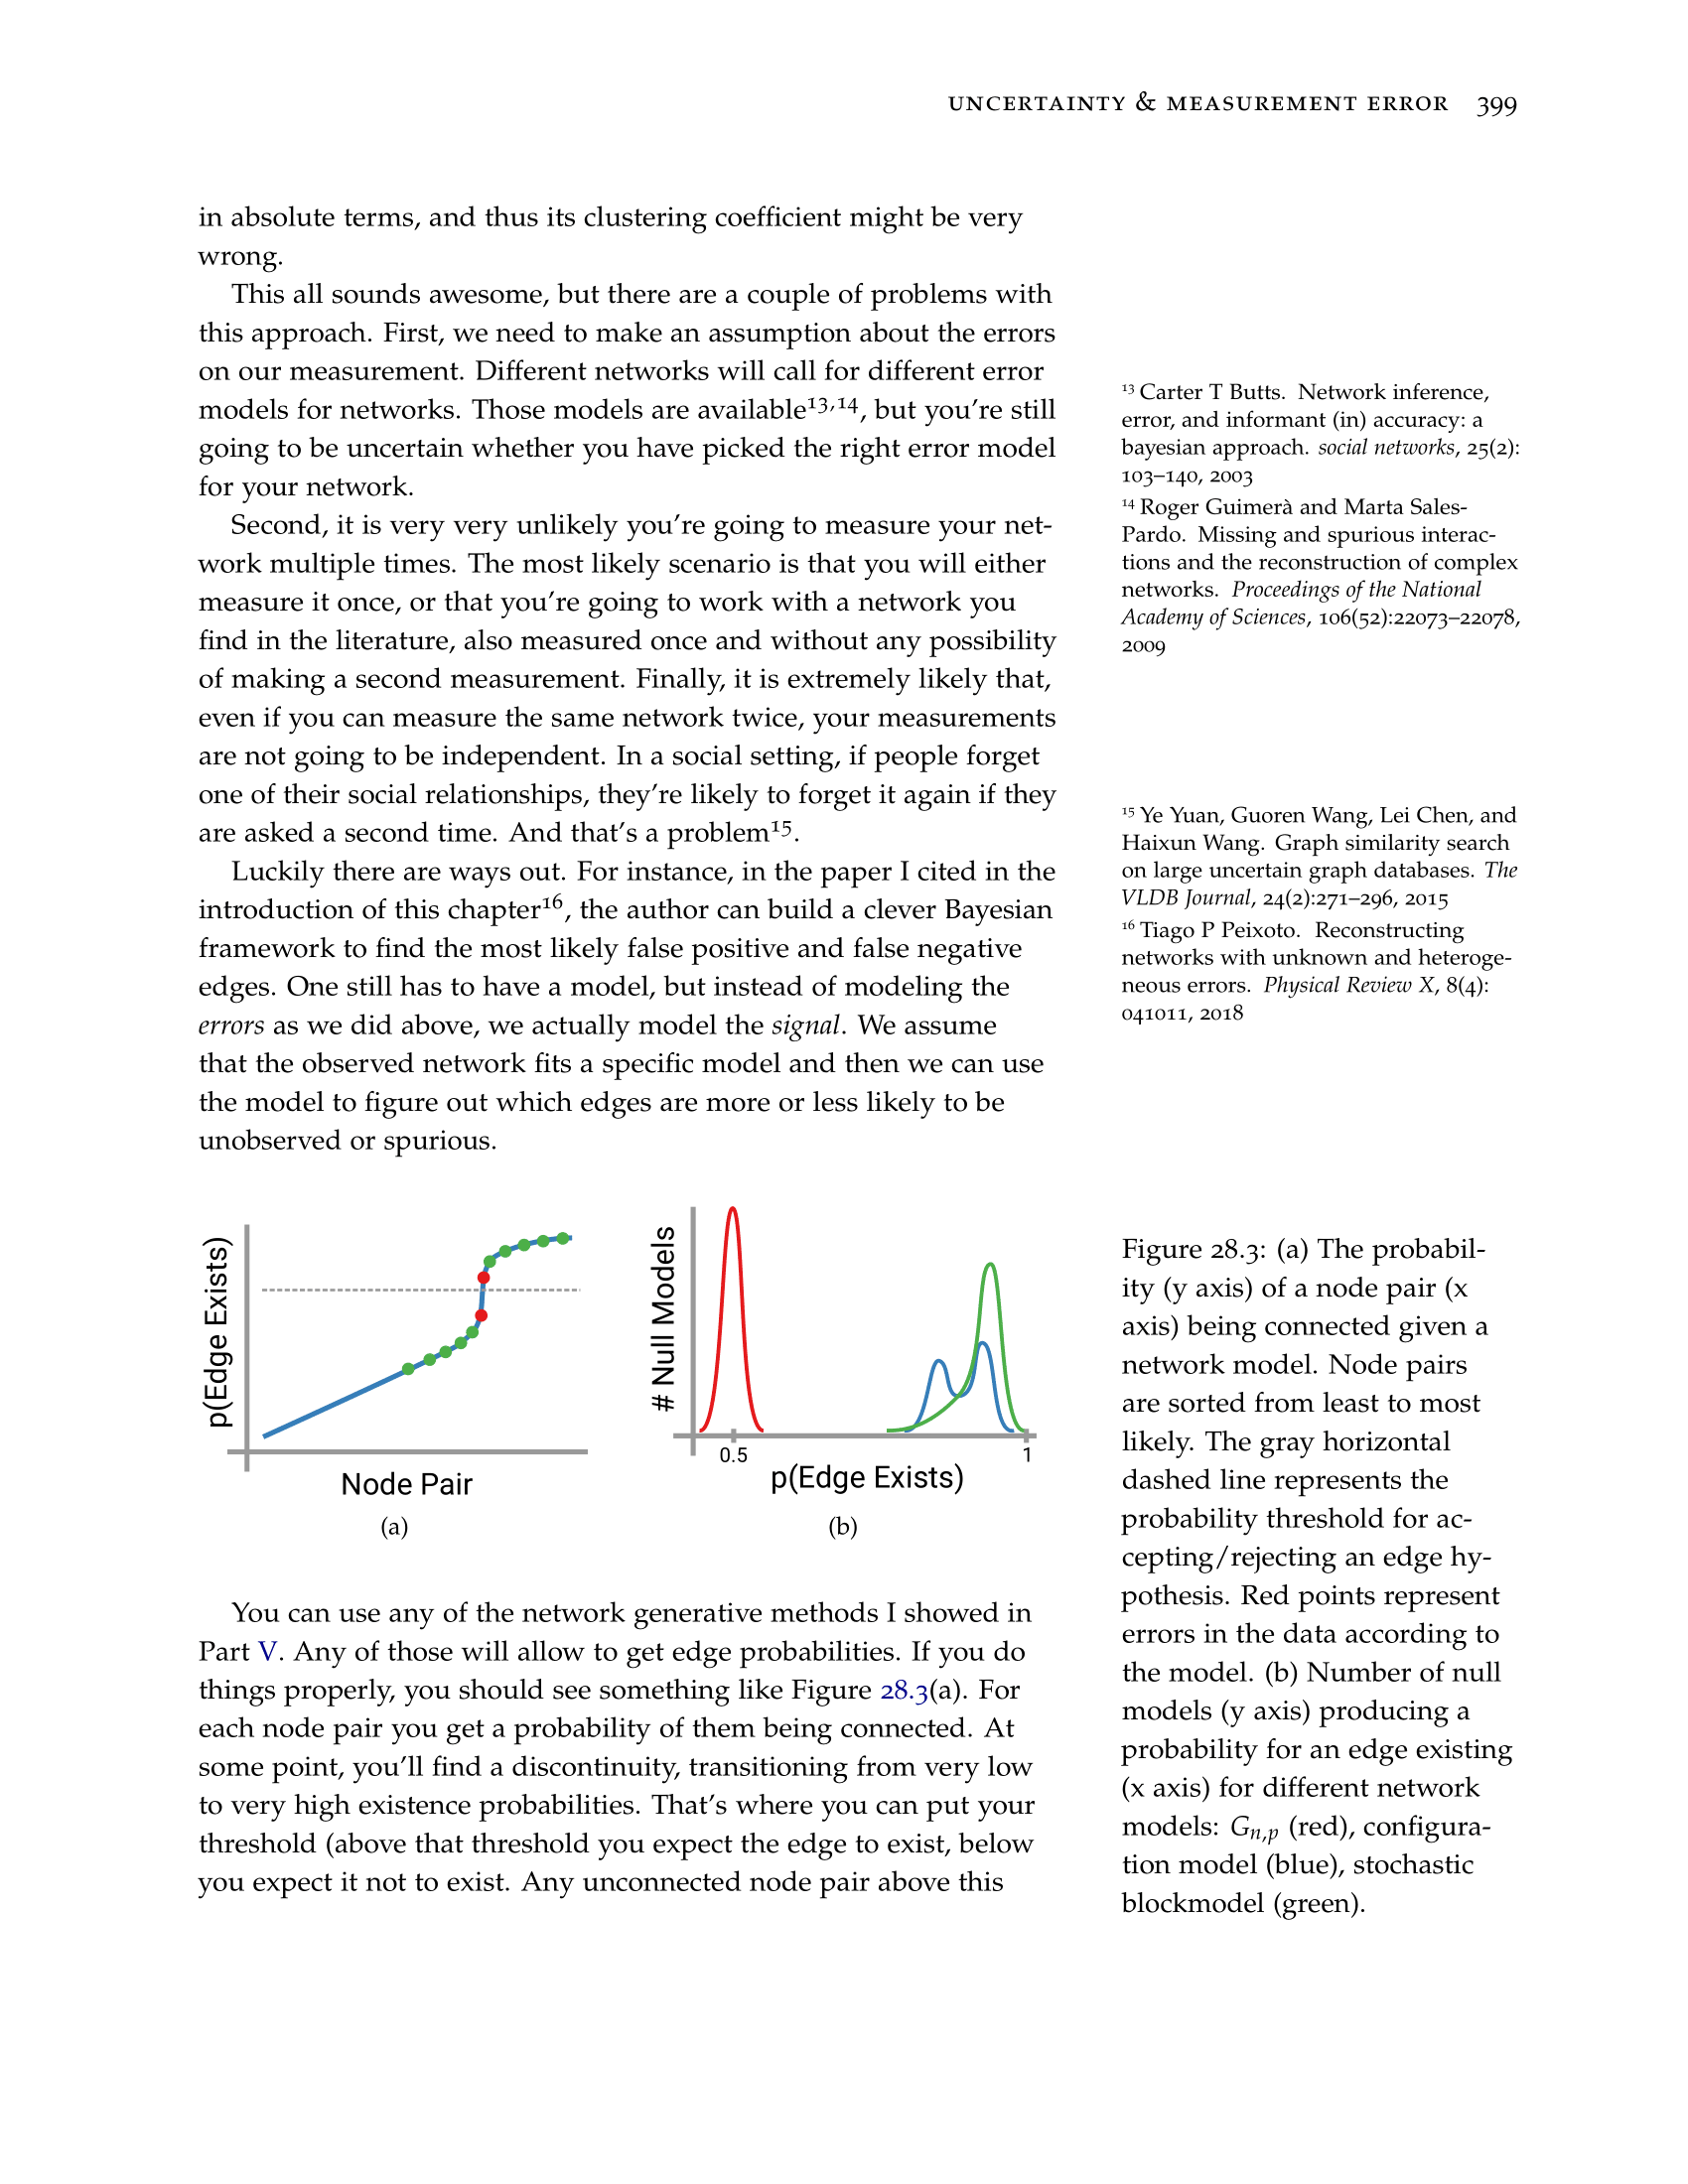 UNCERTAINTY & MEASUREMENT ERROR 399
in absolute terms, and thus its clustering coefficient might be very
wrong.
This all sounds awesome, but there are a couple of problems with
this approach. First, we need to make an assumption about the errors
on our measurement. Different networks will call for different error
models for networks. Those models are available¹³,¹⁴, but you’re still
going to be uncertain whether you have picked the right error model
for your network.
Second, it is very very unlikely you’re going to measure your net-
work multiple times. The most likely scenario is that you will either
measure it once, or that you’re going to work with a network you
find in the literature, also measured once and without any possibility
of making a second measurement. Finally, it is extremely likely that,
even if you can measure the same network twice, your measurements
are not going to be independent. In a social setting, if people forget
one of their social relationships, they’re likely to forget it again if they
are asked a second time. And that’s a problem¹⁵.
Luckily there are ways out. For instance, in the paper I cited in the
introduction of this chapter¹⁶, the author can build a clever Bayesian
framework to find the most likely false positive and false negative
edges. One still has to have a model, but instead of modeling the
errors as we did above, we actually model the signal. We assume
that the observed network fits a specific model and then we can use
the model to figure out which edges are more or less likely to be
unobserved or spurious.
¹³ Carter T Butts. Network inference,
error, and informant (in) accuracy: a
bayesian approach. social networks, 25(2):
103–140, 2003
¹⁴ Roger Guimerà and Marta Sales-
Pardo. Missing and spurious interac-
tions and the reconstruction of complex
networks. Proceedings of the National
Academy of Sciences, 106(52):22073–22078,
2009
¹⁵ Ye Yuan, Guoren Wang, Lei Chen, and
Haixun Wang. Graph similarity search
on large uncertain graph databases. The
VLDB Journal, 24(2):271–296, 2015
¹⁶ Tiago P Peixoto. Reconstructing
networks with unknown and heteroge-
neous errors. Physical Review X, 8(4):
041011, 2018
p(Edge Exists)
Node Pair
(a)
# Null Models
0.5
1
p(Edge Exists)
(b)
Figure 28.3: (a) The probabil-
ity (y axis) of a node pair (x
axis) being connected given a
network model. Node pairs
are sorted from least to most
likely. The gray horizontal
dashed line represents the
probability threshold for ac-
cepting/rejecting an edge hy-
pothesis. Red points represent
errors in the data according to
the model. (b) Number of null
models (y axis) producing a
probability for an edge existing
(x axis) for different network
models: Gn,p (red), configura-
tion model (blue), stochastic
blockmodel (green).
You can use any of the network generative methods I showed in
Part V. Any of those will allow to get edge probabilities. If you do
things properly, you should see something like Figure 28.3(a). For
each node pair you get a probability of them being connected. At
some point, you’ll find a discontinuity, transitioning from very low
to very high existence probabilities. That’s where you can put your
threshold (above that threshold you expect the edge to exist, below
you expect it not to exist. Any unconnected node pair above this